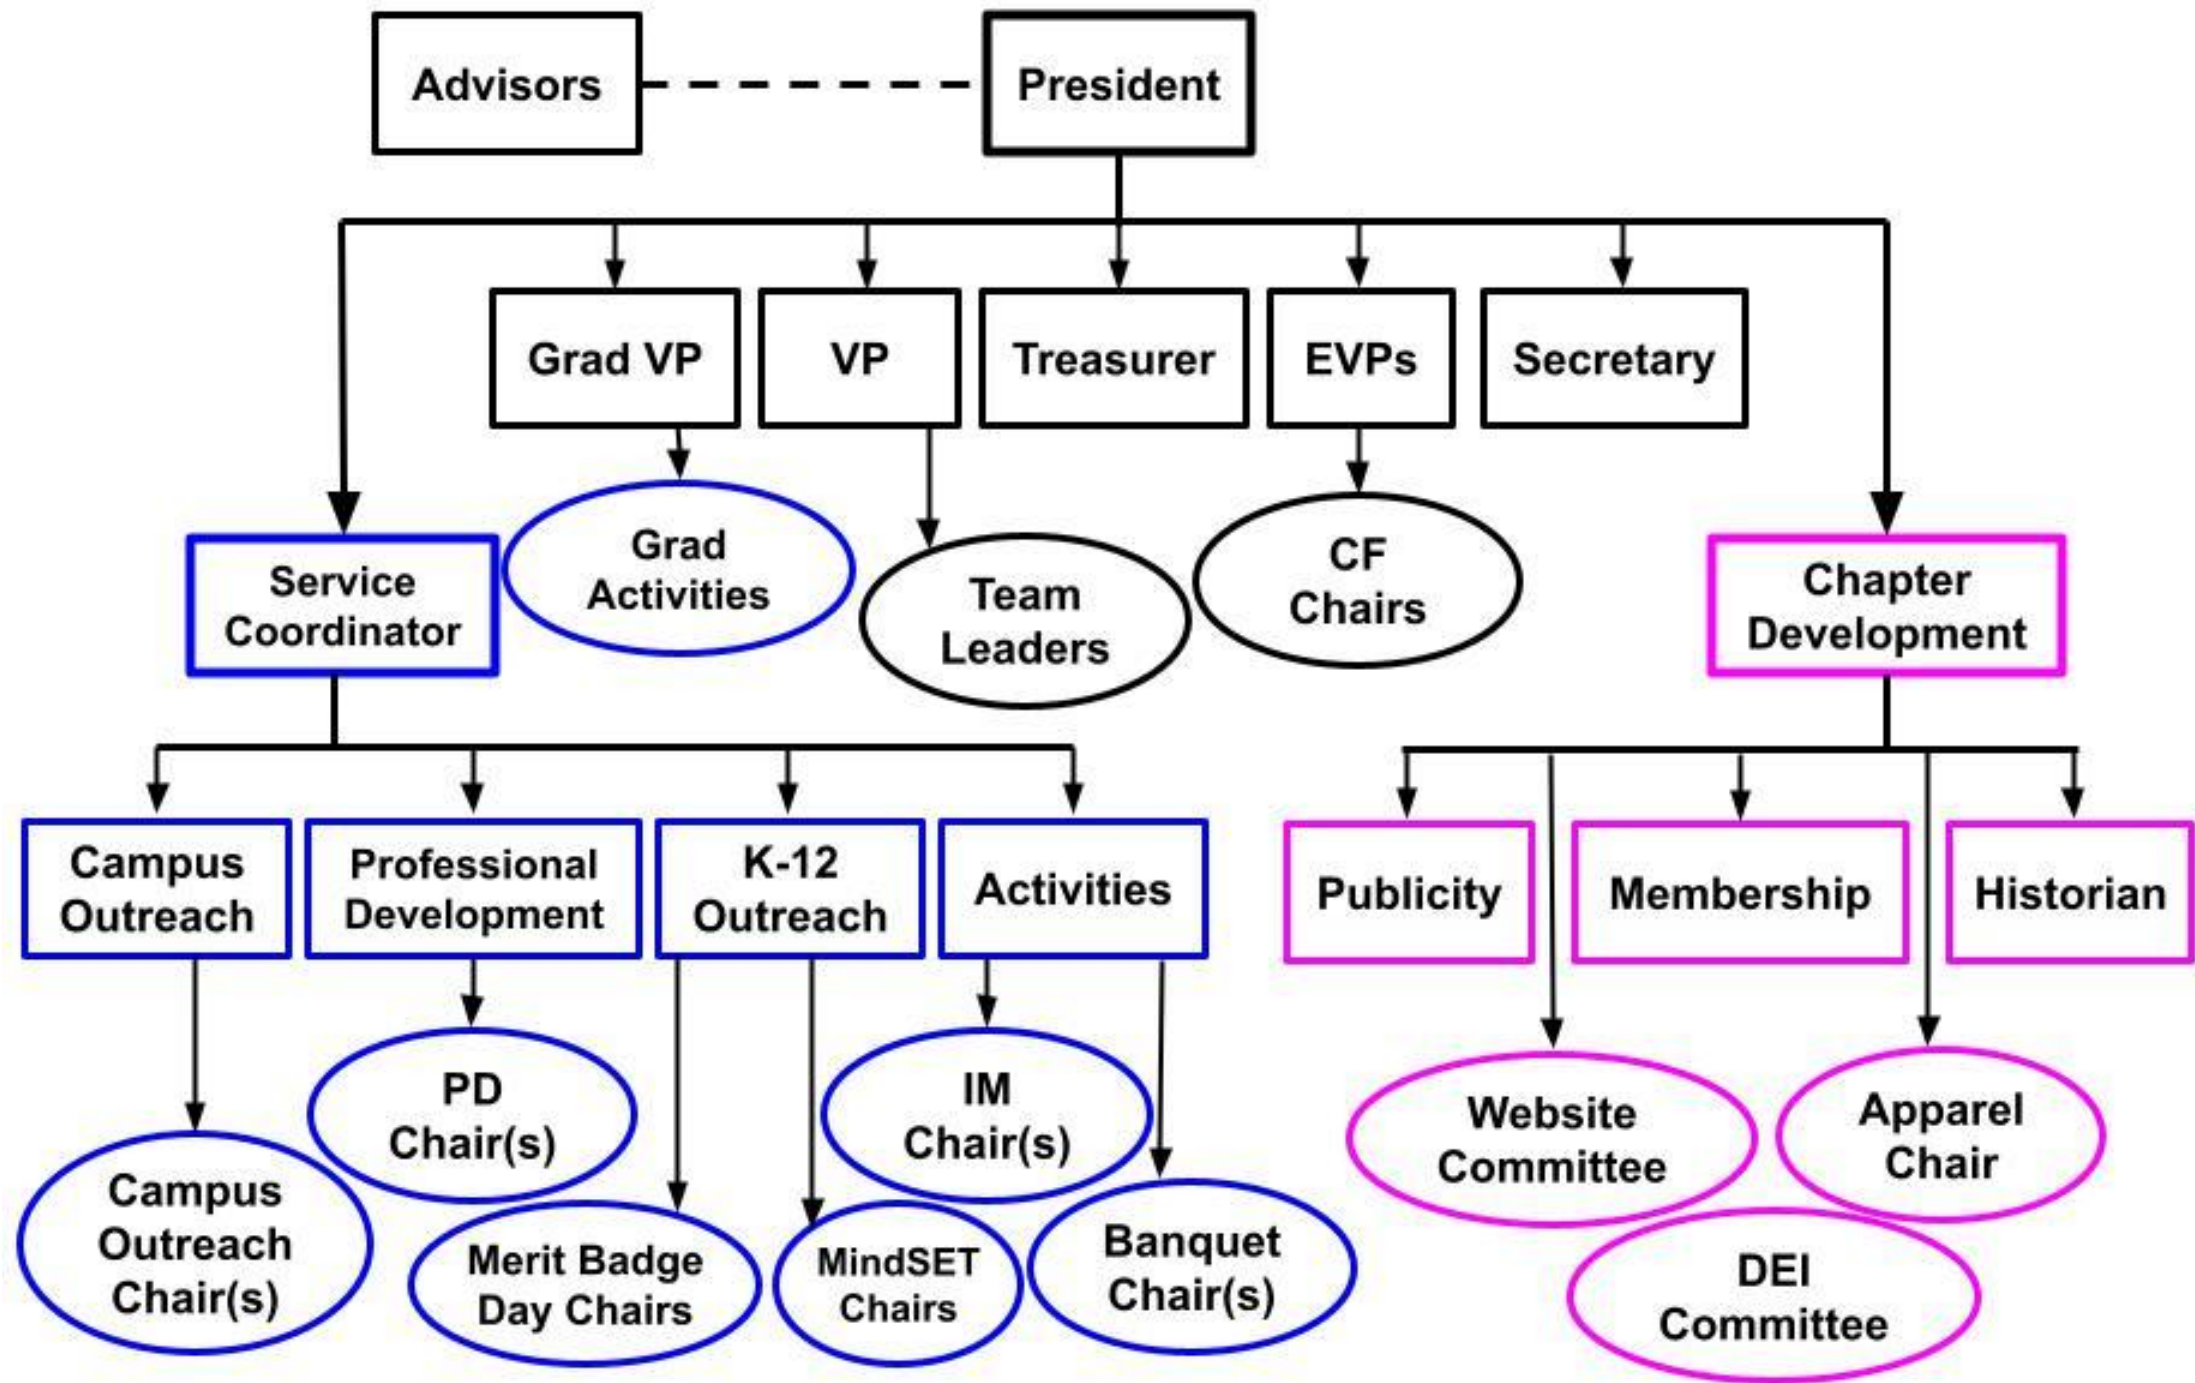 Advisors
President
Grad VP
VP
Treasurer
EVPs
Secretary
Service
Coordinator
Grad
Activities
Team
Leaders
CF
Chairs
Chapter
Development
Campus
Outreach
Professional
Development
K-12
Outreach
Activities
Publicity
Membership
Historian
Campus
Outreach
Chair(s)
PD
Chair(s)
Merit Badge
Day Chairs
MindSET
Chairs
IM
Chair(s)
Banquet
Chair(s)
Website
Committee
Apparel
Chair
DEI
Committee